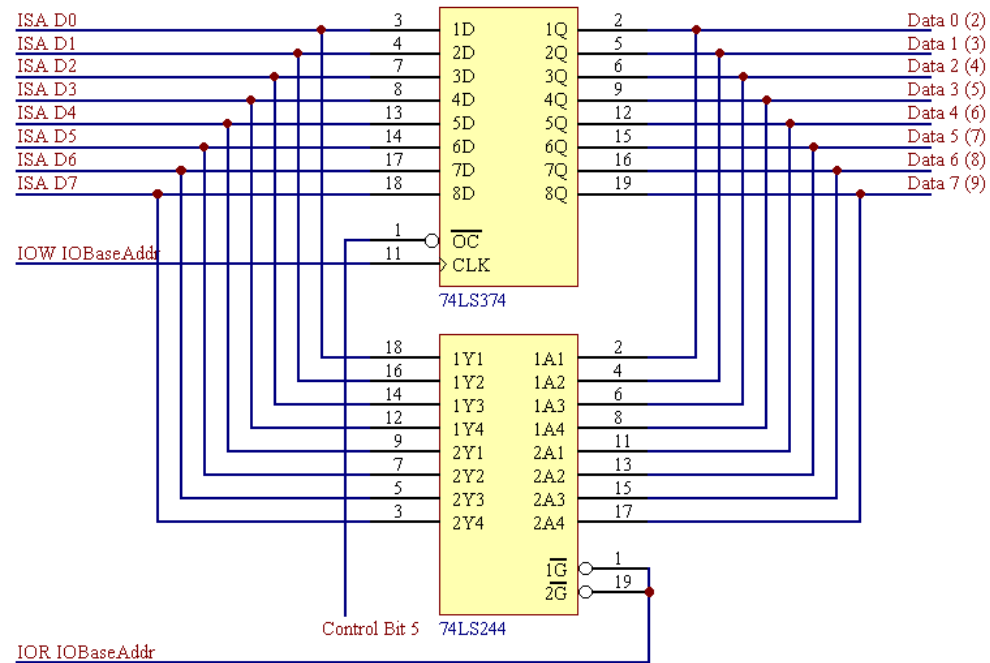 ISA D0 3 1D 1Q 2 Data 0 (2)
ISA D1 4 2D 2Q 5 Data 1 (3)
ISA D2 7 3D 3Q 6 Data 2 (4)
ISA D3 8 4D 4Q 9 Data 3 (5)
ISA D4 13 5D 5Q 12 Data 4 (6)
ISA D5 14 6D 6Q 15 Data 5 (7)
ISA D6 17 7D 7Q 16 Data 6 (8)
ISA D7 18 8D 8Q 19 Data 7 (9)
1 OC
IOW IOBaseAddr 11 CLK
74LS374
18 1Y1 1A1 2
16 1Y2 1A2 4
14 1Y3 1A3 6
12 1Y4 1A4 8
9 2Y1 2A1 11
7 2Y2 2A2 13
5 2Y3 2A3 15
3 2Y4 2A4 17
1G 1
2G 19
Control Bit 5 74LS244
IOR IOBaseAddr